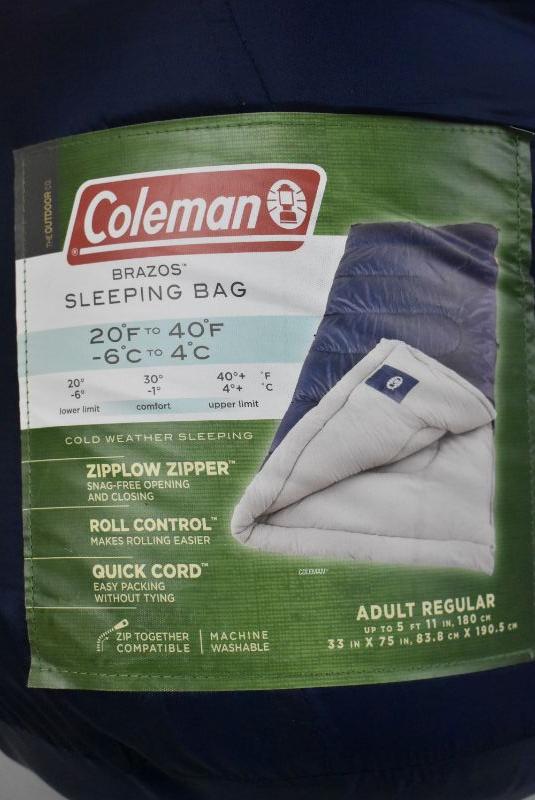 THE OUTDOOR CO.
Coleman®
BRAZOS™
SLEEPING BAG
20°F TO 40°F
-6°C TO 4°C
20° 30° 40°+ °F
-6° -1° 4°+ °C
lower limit comfort upper limit
COLD WEATHER SLEEPING
ZIPPLOW ZIPPER™
SNAG-FREE OPENING
AND CLOSING
ROLL CONTROL™
MAKES ROLLING EASIER
QUICK CORD™
EASY PACKING
WITHOUT TYING
ZIP TOGETHER
COMPATIBLE
MACHINE
WASHABLE
COLEMAN®
ADULT REGULAR
UP TO 5 FT 11 IN, 180 CM
33 IN X 75 IN, 83.8 CM X 190.5 CM